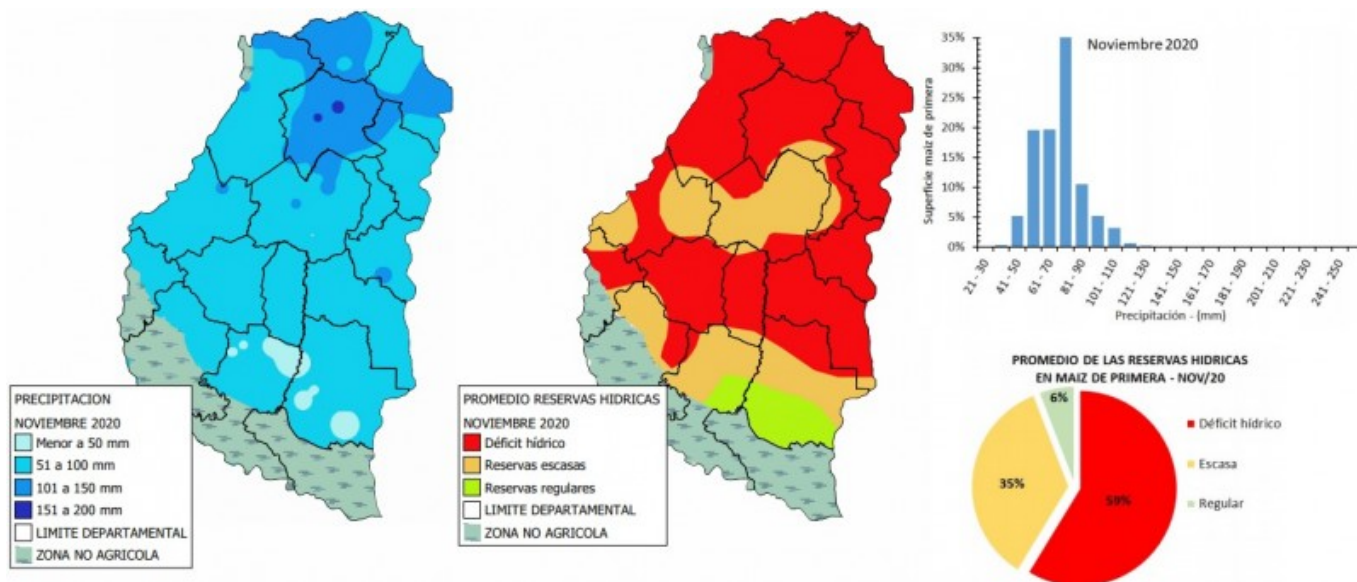 PRECIPITACION
NOVIEMBRE 2020
Menor a 50 mm
51 a 100 mm
101 a 150 mm
151 a 200 mm
LIMITE DEPARTAMENTAL
ZONA NO AGRICOLA
PROMEDIO RESERVAS HIDRICAS
NOVIEMBRE 2020
Déficit hídrico
Reservas escasas
Reservas regulares
LIMITE DEPARTAMENTAL
ZONA NO AGRICOLA
Noviembre 2020
Superficie maiz de primera
35%
30%
25%
20%
15%
10%
5%
0%
21 - 30
41 - 50
61 - 70
81 - 90
101 - 110
121 - 130
141 - 150
161 - 170
181 - 190
201 - 210
221 - 230
241 - 250
Precipitación - (mm)
PROMEDIO DE LAS RESERVAS HIDRICAS
EN MAIZ DE PRIMERA - NOV/20
6%
35%
59%
Déficit hídrico
Escasa
Regular